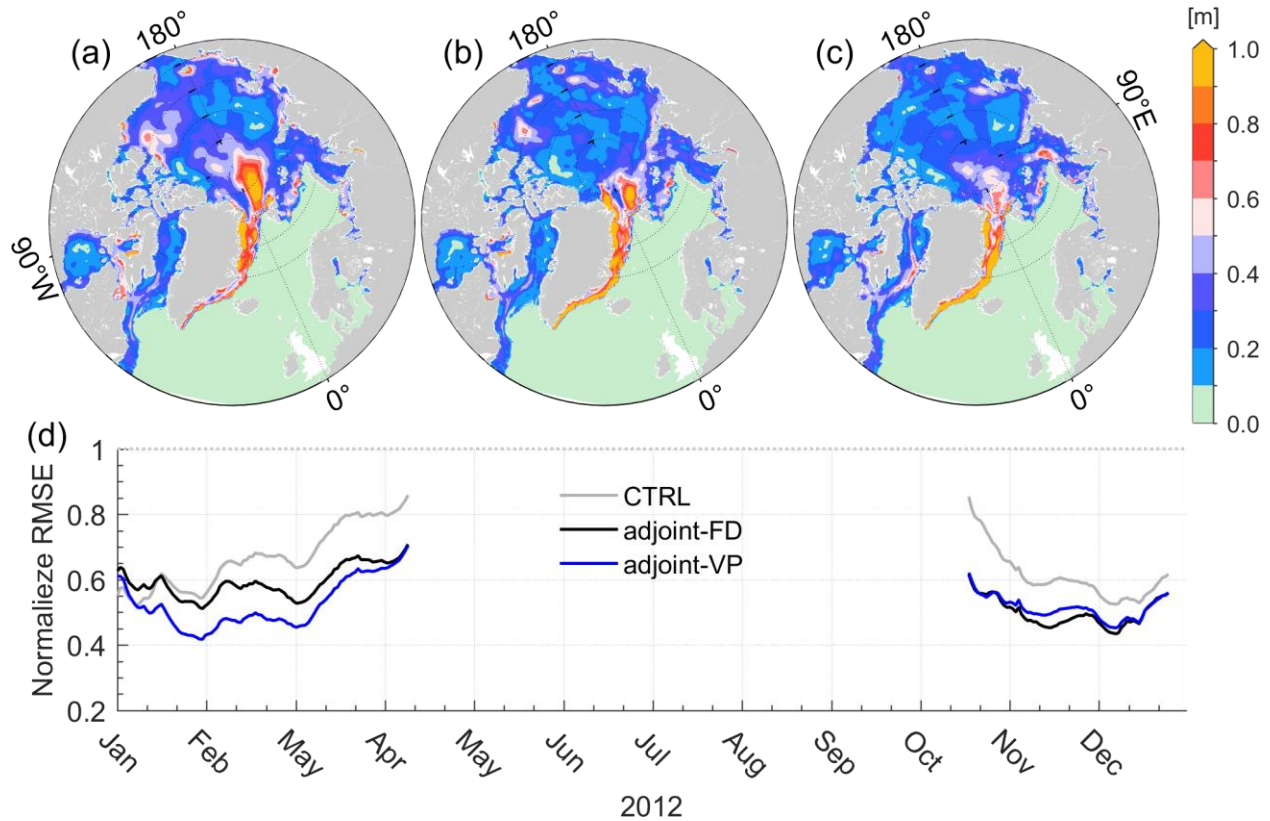 (a) 180° (b) 180° (c) 180° [m]
90°E
90°W
0° 0° 0°
1.0
0.8
0.6
0.4
0.2
0.0
(d)
Normalieze RMSE
1
0.8
0.6
0.4
0.2
CTRL
adjoint-FD
adjoint-VP
Jan Feb May Apr May Jun Jul Aug Sep Oct Nov Dec
2012